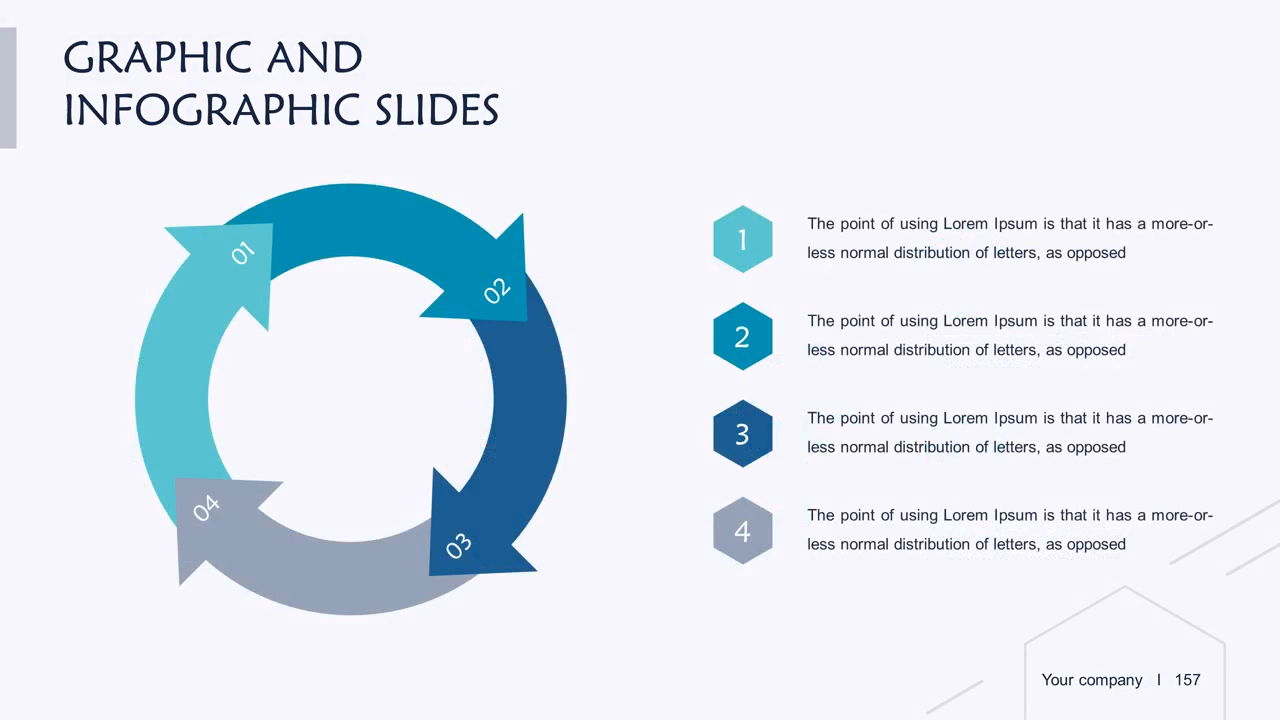 GRAPHIC AND
INFOGRAPHIC SLIDES
01
02
03
04
1
The point of using Lorem Ipsum is that it has a more-or-
less normal distribution of letters, as opposed
2
The point of using Lorem Ipsum is that it has a more-or-
less normal distribution of letters, as opposed
3
The point of using Lorem Ipsum is that it has a more-or-
less normal distribution of letters, as opposed
4
The point of using Lorem Ipsum is that it has a more-or-
less normal distribution of letters, as opposed
Your company I 157